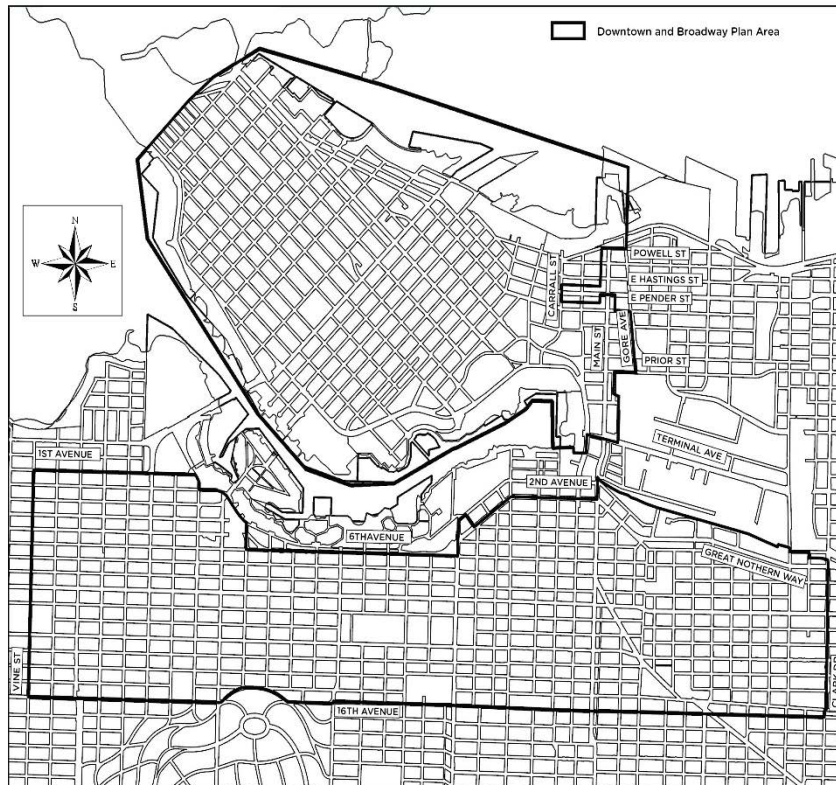 Downtown and Broadway Plan Area
N
W E
S
CARRALL ST
POWELL ST
E HASTINGS ST
E PENDER ST
MAIN ST
GORE AVE
PRIOR ST
TERMINAL AVE
1ST AVENUE
2ND AVENUE
6THAVENUE
GREAT NOTHERN WAY
VINE ST
16TH AVENUE